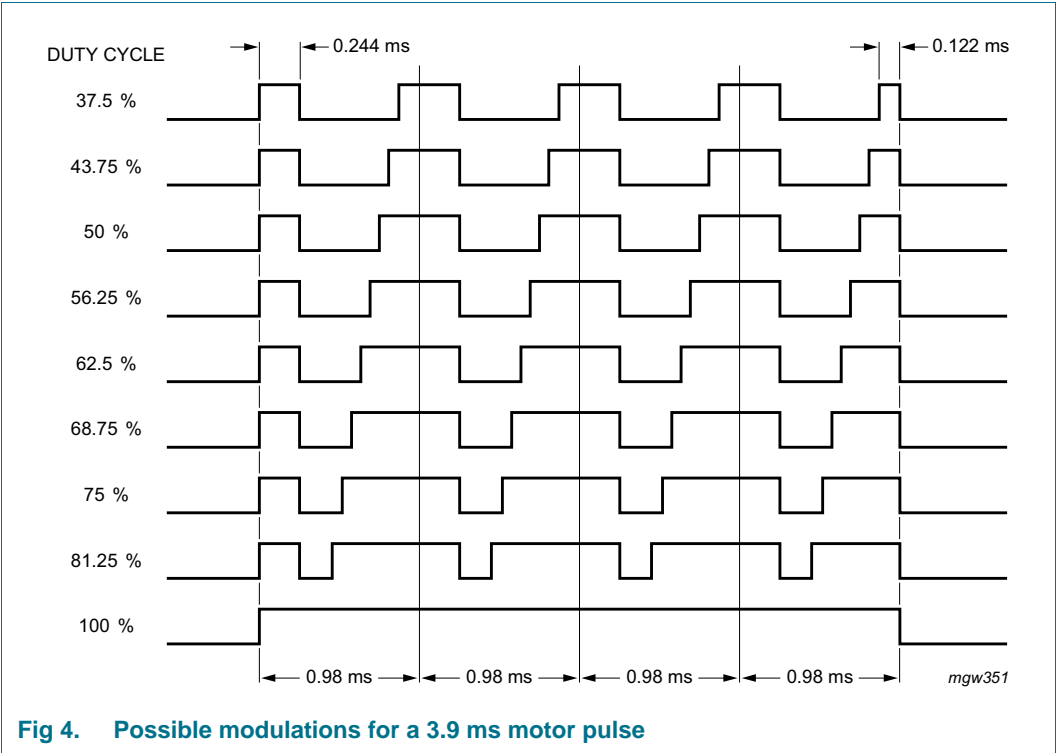 0.244 ms
0.122 ms
DUTY CYCLE
37.5 %
43.75 %
50 %
56.25 %
62.5 %
68.75 %
75 %
81.25 %
100 %
0.98 ms
0.98 ms
0.98 ms
0.98 ms
mgw351
Fig 4. Possible modulations for a 3.9 ms motor pulse